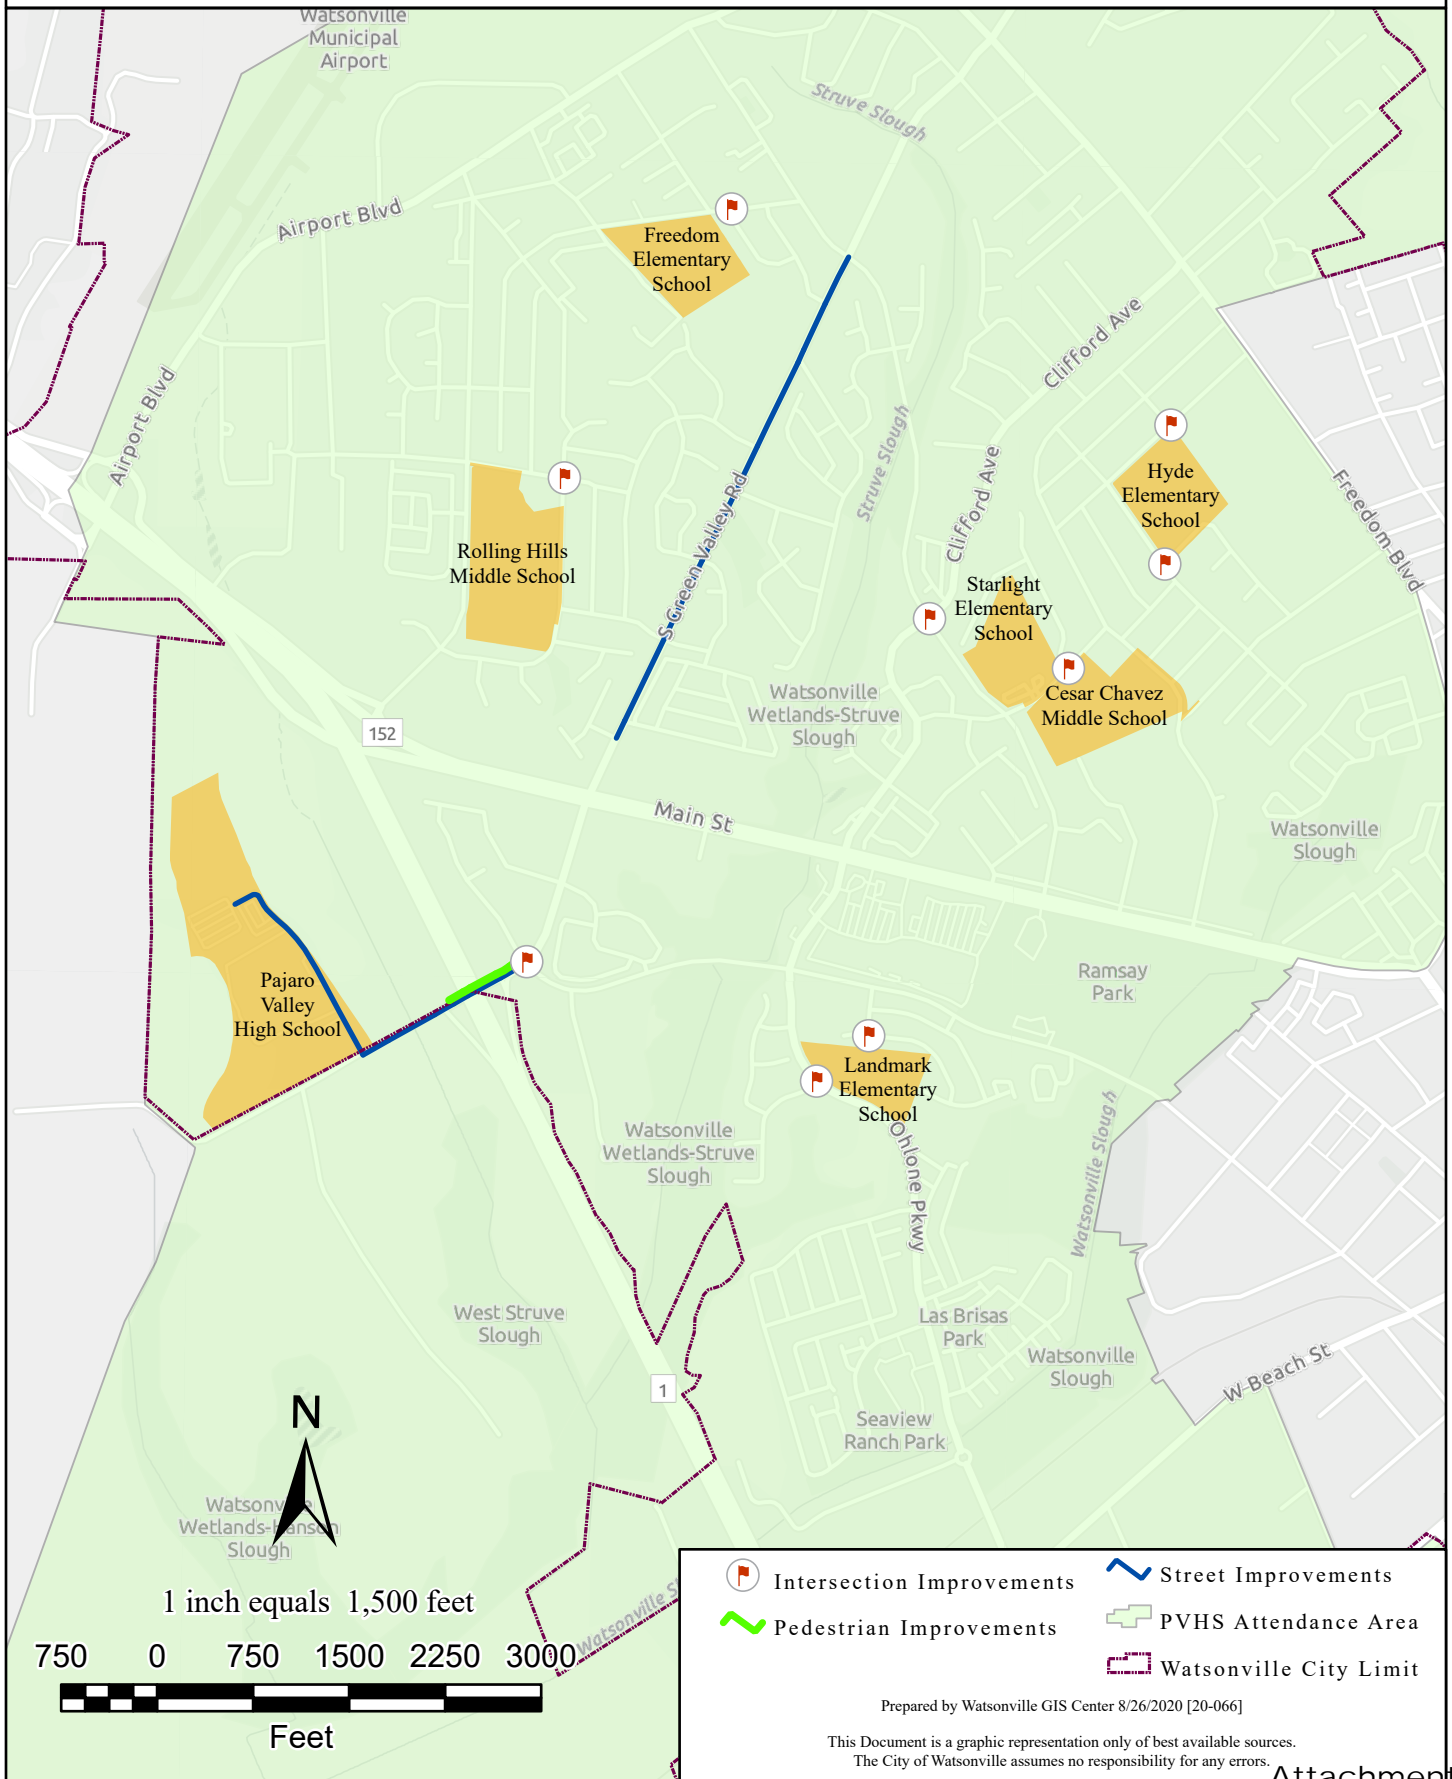 Watsonville
Municipal
Airport
Struve Slough
Airport Blvd
Freedom
Elementary
School
Clifford Ave
Airport Blvd
Struve Slough
Clifford Ave
Hyde
Elementary
School
Freedom Blvd
S Green Valley Rd
Rolling Hills
Middle School
Starlight
Elementary
School
Cesar Chavez
Middle School
Watsonville
Wetlands-Struve
Slough
152
Main St
Watsonville
Slough
Pajaro
Valley
High School
Ramsay
Park
Landmark
Elementary
School
Ohlone Pkwy
Watsonville Slough
Watsonville
Wetlands-Struve
Slough
West Struve
Slough
Las Brisas
Park
Watsonville
Slough
W Beach St
1
Seaview
Ranch Park
N
Watsonville
Wetlands-Hanson
Slough
1 inch equals 1,500 feet
750 0 750 1500 2250 3000
Feet
Watsonville
Intersection Improvements
Pedestrian Improvements
Street Improvements
PVHS Attendance Area
Watsonville City Limit
Prepared by Watsonville GIS Center 8/26/2020 [20-066]
This Document is a graphic representation only of best available sources.
The City of Watsonville assumes no responsibility for any errors.
Attachment